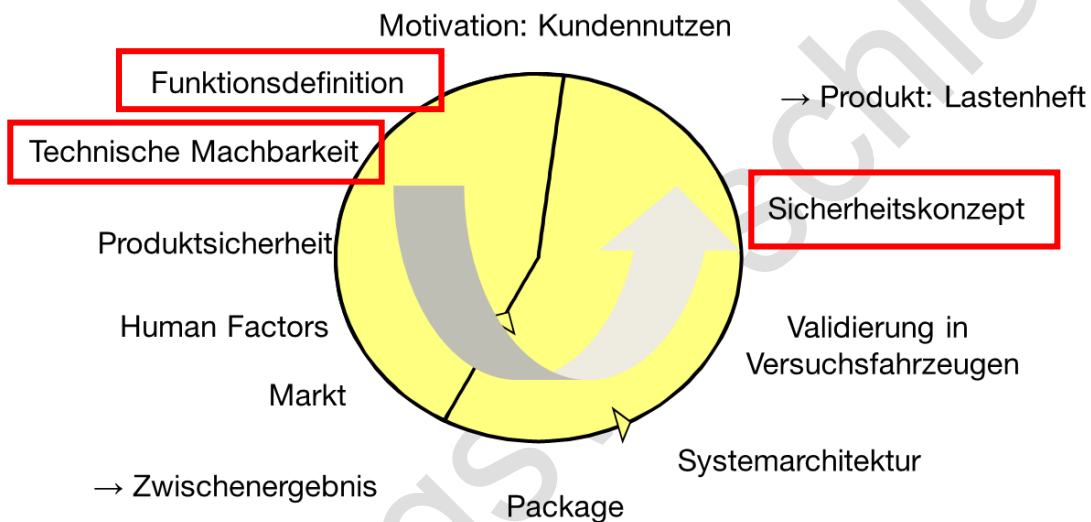 Motivation: Kundennutzen
Funktionsdefinition
→ Produkt: Lastenheft
Technische Machbarkeit
Sicherheitskonzept
Produktsicherheit
Human Factors
Validierung in
Versuchsfahrzeugen
Markt
Systemarchitektur
→ Zwischenergebnis
Package